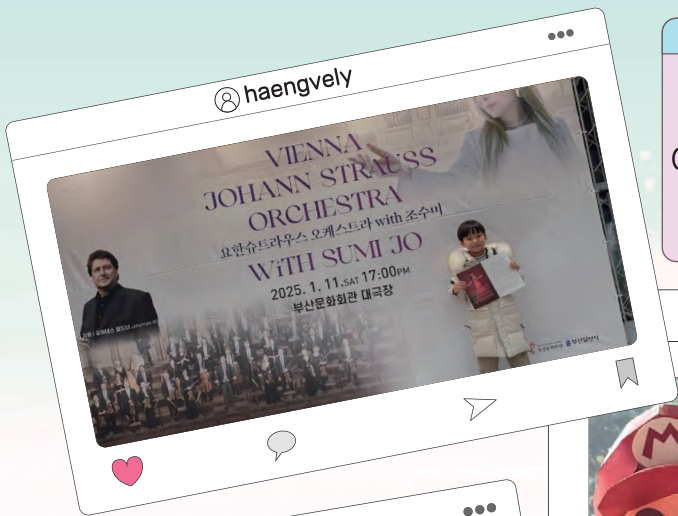 haengvely
VIENNA
JOHANN STRAUSS
ORCHESTRA
요한슈트라우스 오케스트라 with 조수미
WiTH SUMI JO
2025. 1. 11.SAT 17:00PM
부산문화회관 대극장
M